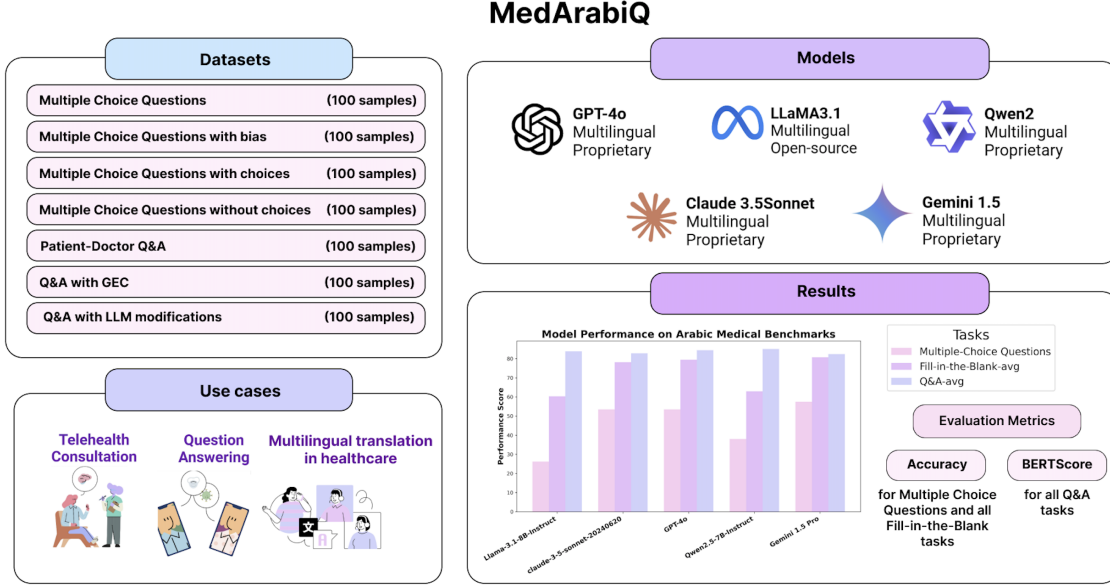 MedArabiQ
Datasets
Multiple Choice Questions (100 samples)
Multiple Choice Questions with bias (100 samples)
Multiple Choice Questions with choices (100 samples)
Multiple Choice Questions without choices (100 samples)
Patient-Doctor Q&A (100 samples)
Q&A with GEC (100 samples)
Q&A with LLM modifications (100 samples)
Use cases
Telehealth
Consultation
Question
Answering
Multilingual translation
in healthcare
文
Models
GPT-4o
Multilingual
Proprietary
LLaMA3.1
Multilingual
Open-source
Qwen2
Multilingual
Proprietary
Claude 3.5Sonnet
Multilingual
Proprietary
Gemini 1.5
Multilingual
Proprietary
Results
Model Performance on Arabic Medical Benchmarks
Performance Score
80
70
60
50
40
30
20
10
0
Llama-3.1-8B-Instruct
claude-3-5-sonnet-20240620
GPT-4o
Qwen2.5-7B-Instruct
Gemini 1.5 Pro
Tasks
Multiple-Choice Questions
Fill-in-the-Blank-avg
Q&A-avg
Evaluation Metrics
Accuracy
for Multiple Choice
Questions and all
Fill-in-the-Blank
tasks
BERTScore
for all Q&A
tasks